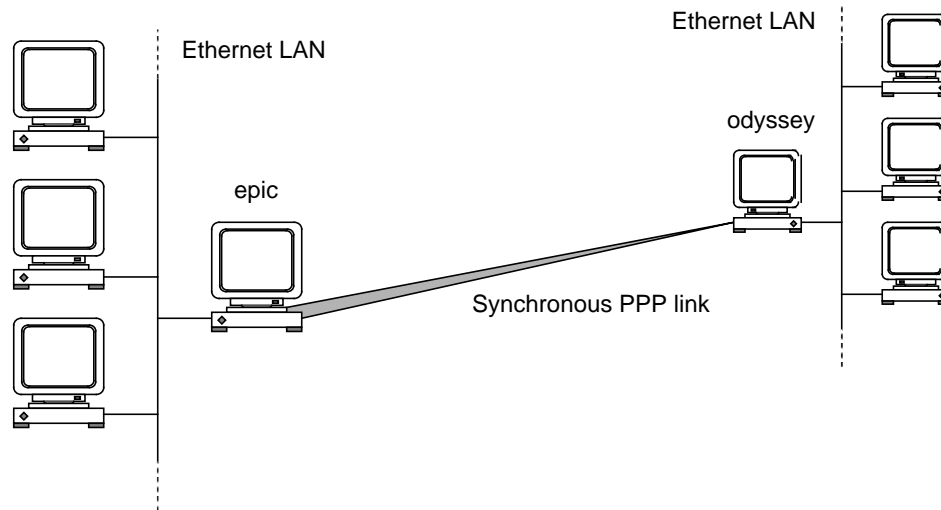 Ethernet LAN
Ethernet LAN
odyssey
epic
Synchronous PPP link